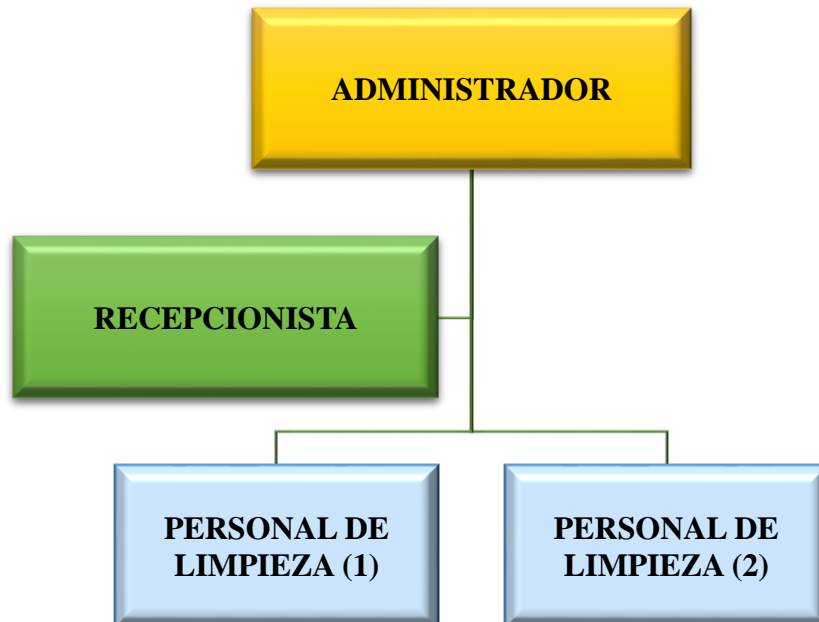 ADMINISTRADOR
RECEPCIONISTA
PERSONAL DE
LIMPIEZA (1)
PERSONAL DE
LIMPIEZA (2)